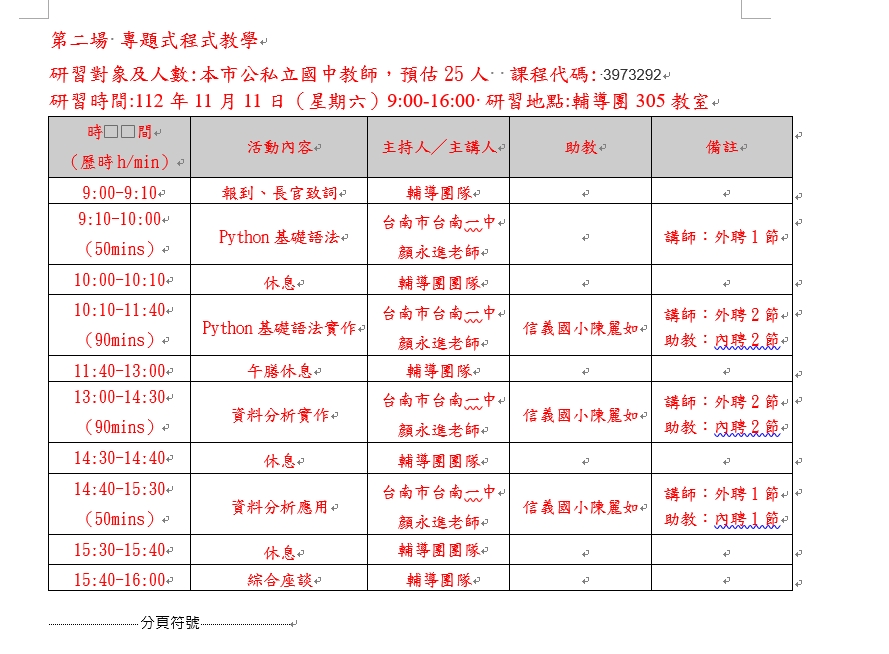 第二場 專題式程式教學
研習對象及人數:本市公私立國中教師，預估 25 人 課程代碼: 3973292
研習時間:112 年 11 月 11 日（星期六）9:00-16:00 研習地點:輔導團 305 教室
時□□間 活動內容 主持人／主講人 助教 備註
（歷時 h/min）
9:00-9:10 報到、長官致詞 輔導團隊
9:10-10:00 Python 基礎語法 台南市台南一中 講師：外聘 1 節
（50mins） 顏永進老師
10:00-10:10 休息 輔導團團隊
10:10-11:40 Python 基礎語法實作 台南市台南一中 信義國小陳麗如 講師：外聘 2 節
（90mins） 顏永進老師 助教：內聘 2 節
11:40-13:00 午膳休息 輔導團隊
13:00-14:30 資料分析實作 台南市台南一中 信義國小陳麗如 講師：外聘 2 節
（90mins） 顏永進老師 助教：內聘 2 節
14:30-14:40 休息 輔導團團隊
14:40-15:30 資料分析應用 台南市台南一中 信義國小陳麗如 講師：外聘 1 節
（50mins） 顏永進老師 助教：內聘 1 節
15:30-15:40 休息 輔導團團隊
15:40-16:00 綜合座談 輔導團隊
分頁符號